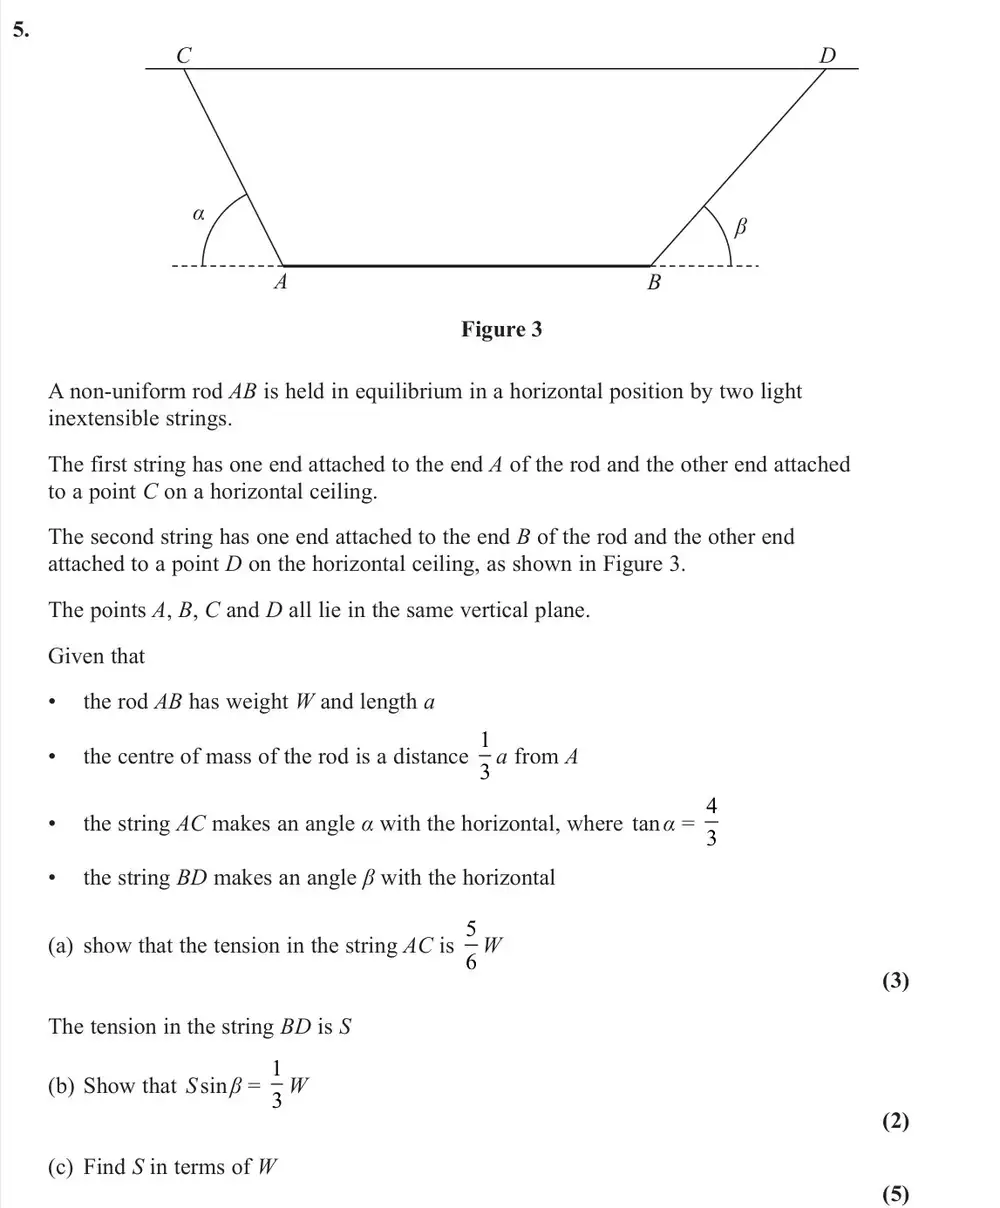 5.
C
D
α
β
A
B
Figure 3
A non-uniform rod AB is held in equilibrium in a horizontal position by two light
inextensible strings.
The first string has one end attached to the end A of the rod and the other end attached
to a point C on a horizontal ceiling.
The second string has one end attached to the end B of the rod and the other end
attached to a point D on the horizontal ceiling, as shown in Figure 3.
The points A, B, C and D all lie in the same vertical plane.
Given that
• the rod AB has weight W and length a
• the centre of mass of the rod is a distance 1/3 a from A
• the string AC makes an angle α with the horizontal, where tan α = 4/3
• the string BD makes an angle β with the horizontal
(a) show that the tension in the string AC is 5/6 W
(3)
The tension in the string BD is S
(b) Show that S sin β = 1/3 W
(2)
(c) Find S in terms of W
(5)